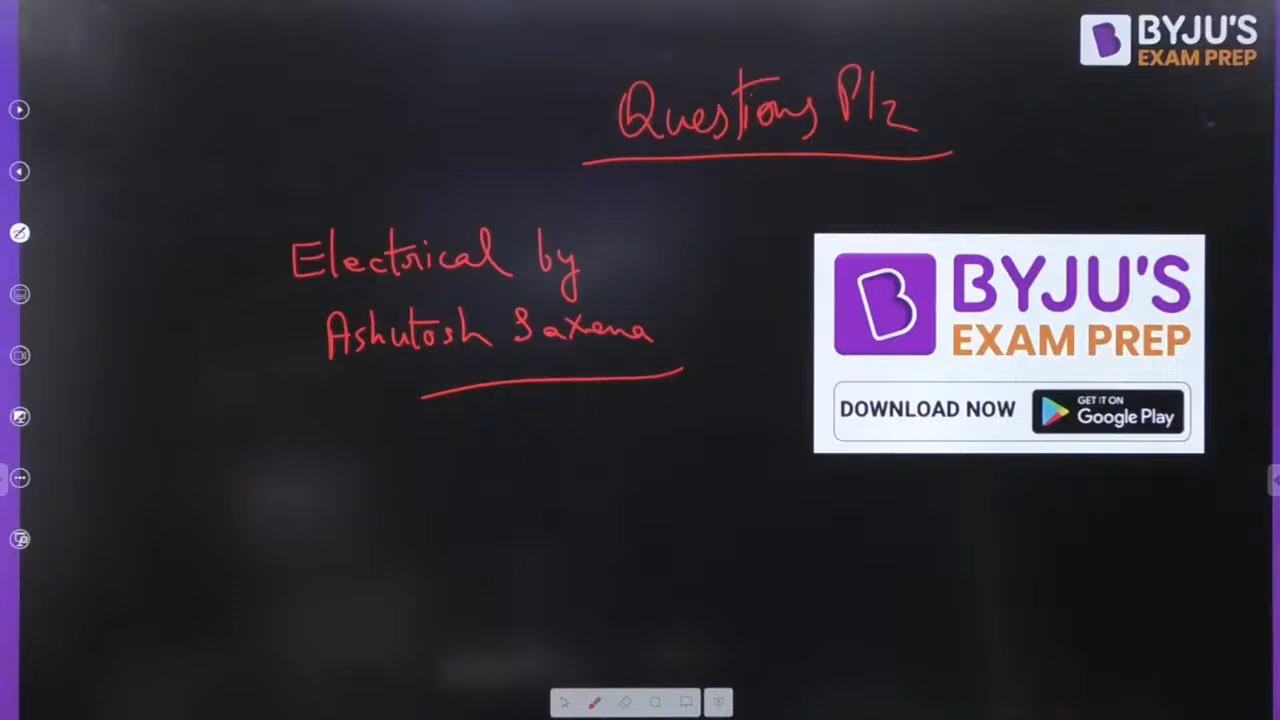 BYJU'S
EXAM PREP
Questions Plz
Electrical by
Ashutosh Saxena
BYJU'S
EXAM PREP
DOWNLOAD NOW
GET IT ON
Google Play